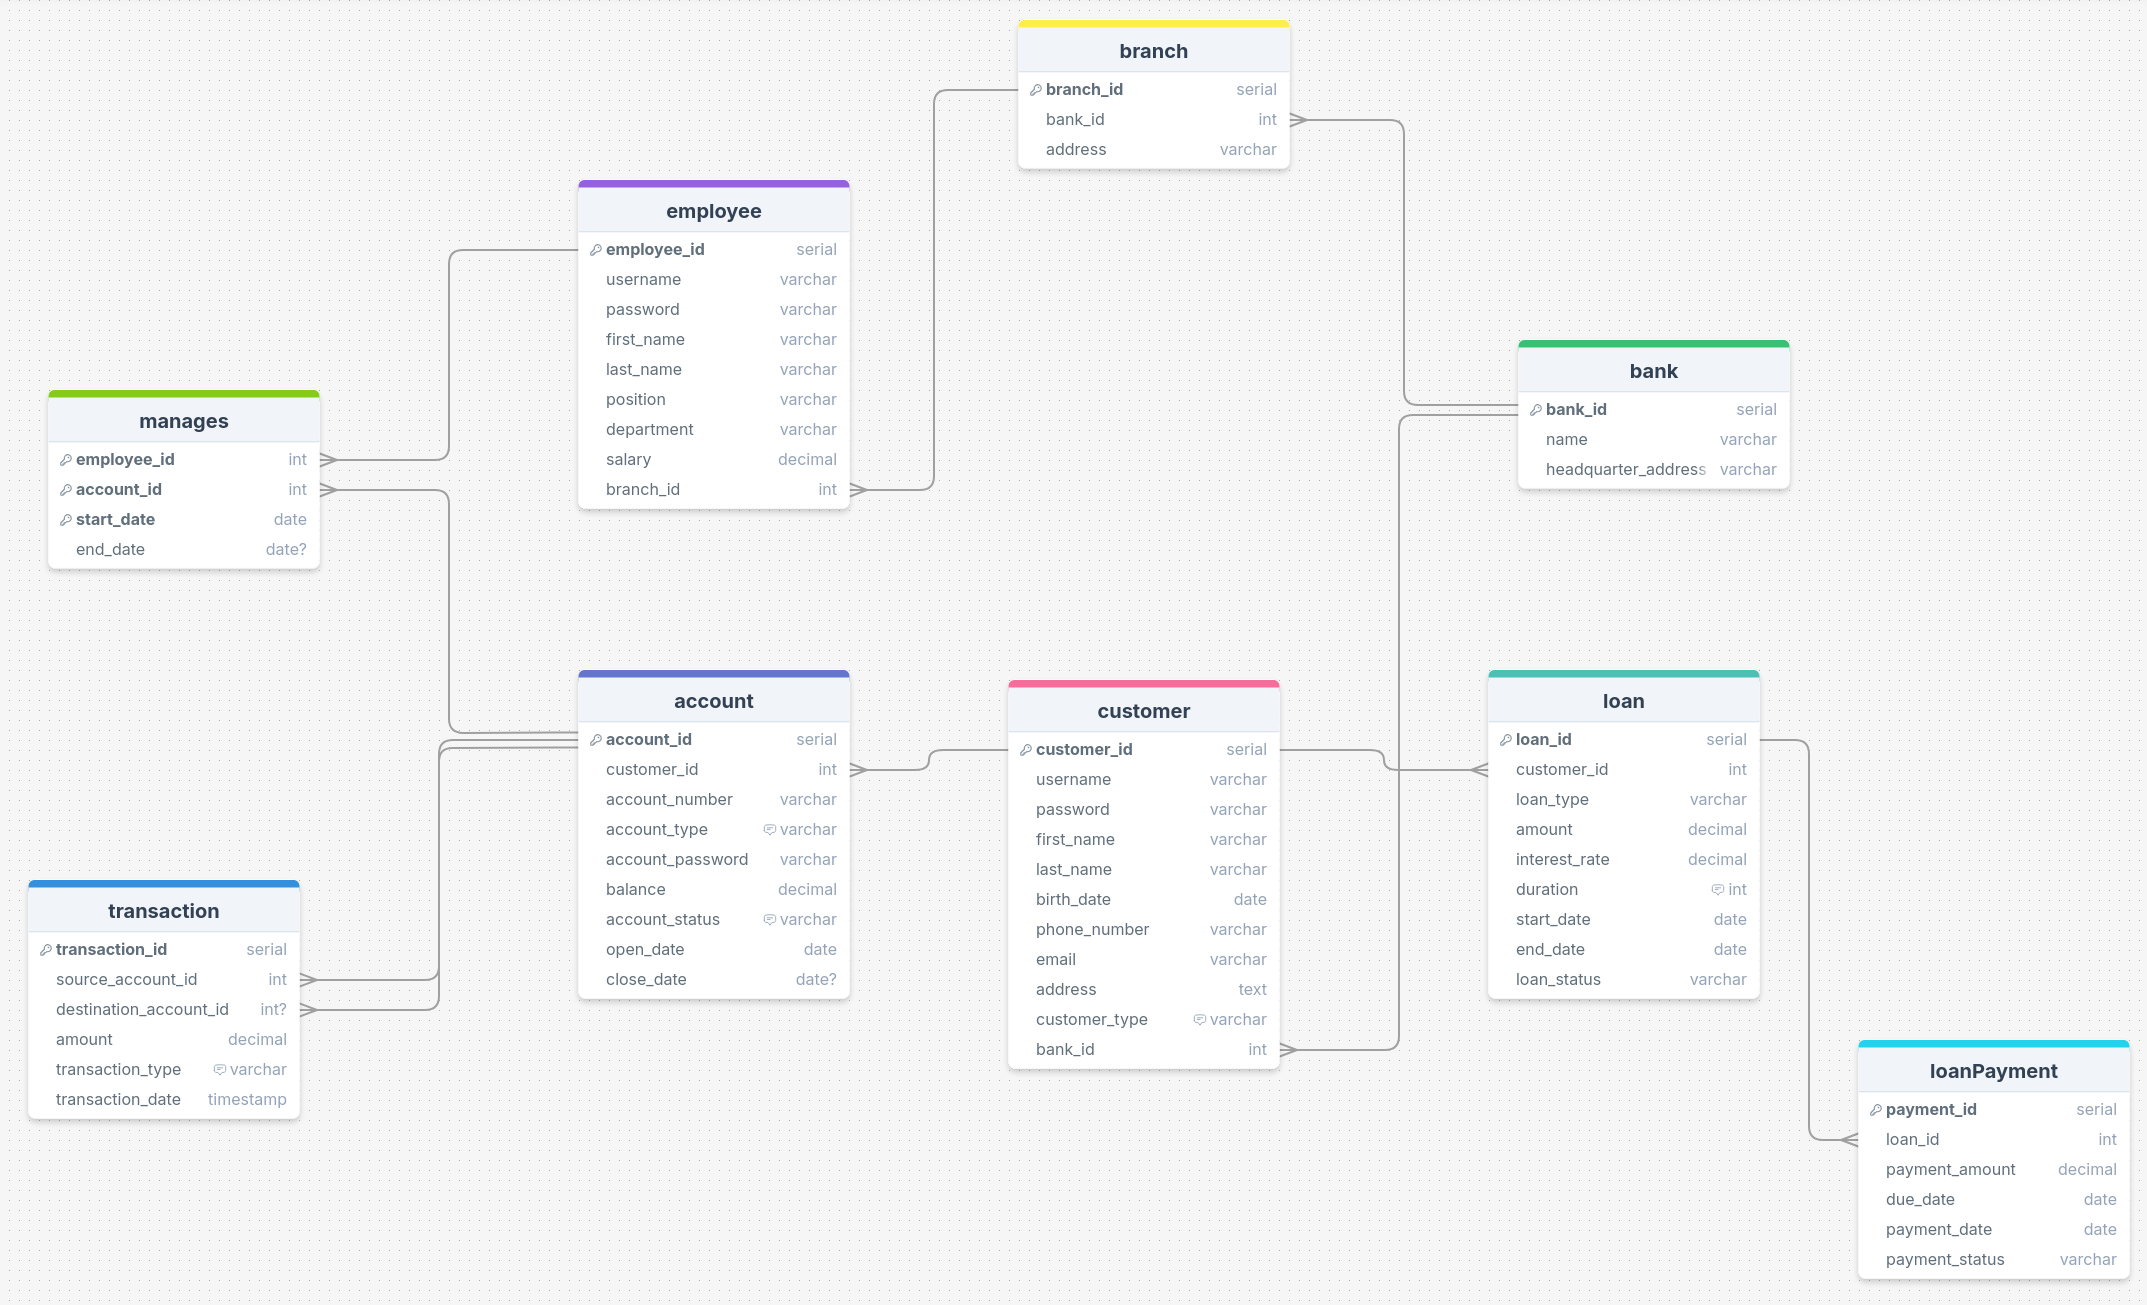 branch
branch_id serial
bank_id int
address varchar
employee
employee_id serial
username varchar
password varchar
first_name varchar
last_name varchar
position varchar
department varchar
salary decimal
branch_id int
bank
bank_id serial
name varchar
headquarter_address varchar
manages
employee_id int
account_id int
start_date date
end_date date?
account
account_id serial
customer_id int
account_number varchar
account_type varchar
account_password varchar
balance decimal
account_status varchar
open_date date
close_date date?
customer
customer_id serial
username varchar
password varchar
first_name varchar
last_name varchar
birth_date date
phone_number varchar
email varchar
address text
customer_type varchar
bank_id int
loan
loan_id serial
customer_id int
loan_type varchar
amount decimal
interest_rate decimal
duration int
start_date date
end_date date
loan_status varchar
transaction
transaction_id serial
source_account_id int
destination_account_id int?
amount decimal
transaction_type varchar
transaction_date timestamp
loanPayment
payment_id serial
loan_id int
payment_amount decimal
due_date date
payment_date date
payment_status varchar